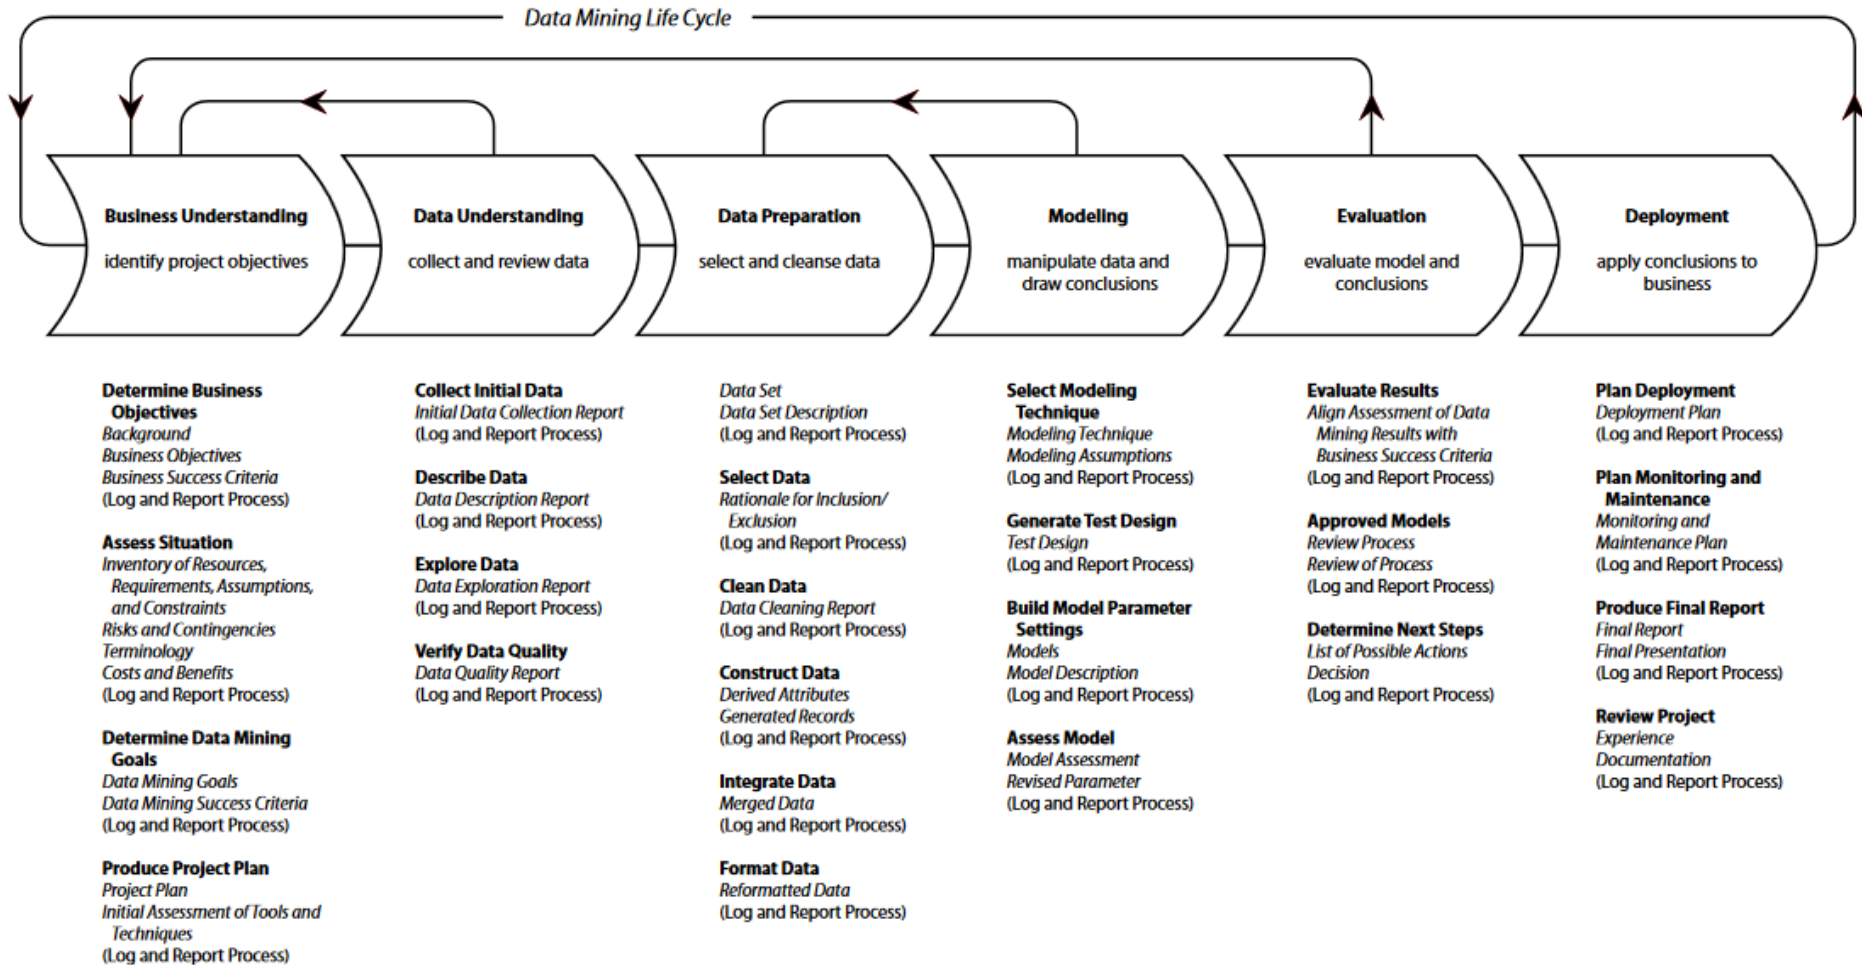 Data Mining Life Cycle
Business Understanding
identify project objectives
Data Understanding
collect and review data
Data Preparation
select and cleanse data
Modeling
manipulate data and
draw conclusions
Evaluation
evaluate model and
conclusions
Deployment
apply conclusions to
business
Determine Business
Objectives
Background
Business Objectives
Business Success Criteria
(Log and Report Process)
Assess Situation
Inventory of Resources,
Requirements, Assumptions,
and Constraints
Risks and Contingencies
Terminology
Costs and Benefits
(Log and Report Process)
Determine Data Mining
Goals
Data Mining Goals
Data Mining Success Criteria
(Log and Report Process)
Produce Project Plan
Project Plan
Initial Assessment of Tools and
Techniques
(Log and Report Process)
Collect Initial Data
Initial Data Collection Report
(Log and Report Process)
Describe Data
Data Description Report
(Log and Report Process)
Explore Data
Data Exploration Report
(Log and Report Process)
Verify Data Quality
Data Quality Report
(Log and Report Process)
Data Set
Data Set Description
(Log and Report Process)
Select Data
Rationale for Inclusion/
Exclusion
(Log and Report Process)
Clean Data
Data Cleaning Report
(Log and Report Process)
Construct Data
Derived Attributes
Generated Records
(Log and Report Process)
Integrate Data
Merged Data
(Log and Report Process)
Format Data
Reformatted Data
(Log and Report Process)
Select Modeling
Technique
Modeling Technique
Modeling Assumptions
(Log and Report Process)
Generate Test Design
Test Design
(Log and Report Process)
Build Model Parameter
Settings
Models
Model Description
(Log and Report Process)
Assess Model
Model Assessment
Revised Parameter
(Log and Report Process)
Evaluate Results
Align Assessment of Data
Mining Results with
Business Success Criteria
(Log and Report Process)
Approved Models
Review Process
Review of Process
(Log and Report Process)
Determine Next Steps
List of Possible Actions
Decision
(Log and Report Process)
Plan Deployment
Deployment Plan
(Log and Report Process)
Plan Monitoring and
Maintenance
Monitoring and
Maintenance Plan
(Log and Report Process)
Produce Final Report
Final Report
Final Presentation
(Log and Report Process)
Review Project
Experience
Documentation
(Log and Report Process)